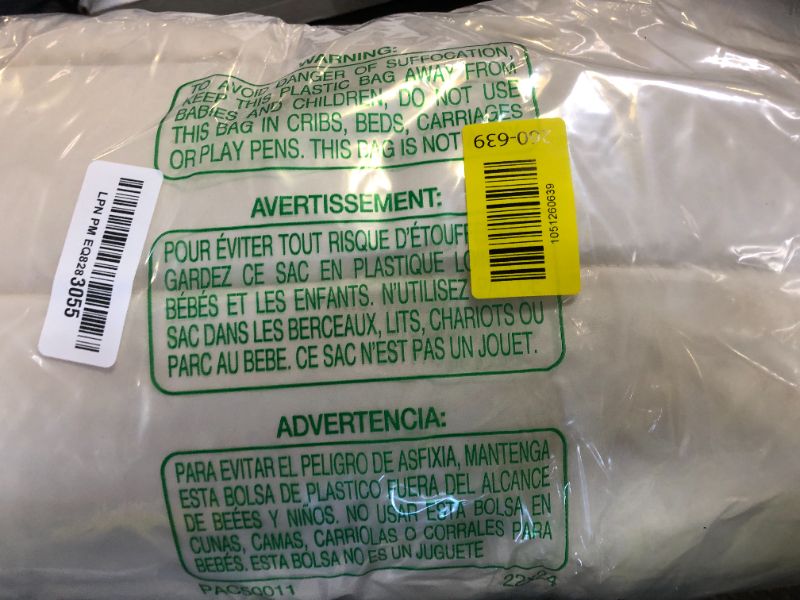 WARNING:
TO AVOID DANGER OF SUFFOCATION,
KEEP THIS PLASTIC BAG AWAY FROM
BABIES AND CHILDREN, DO NOT USE
THIS BAG IN CRIBS, BEDS, CARRIAGES
OR PLAY PENS. THIS BAG IS NOT
260-639
1051260639
LPN PM EQ8283055
AVERTISSEMENT:
POUR ÉVITER TOUT RISQUE D'ÉTOUFF
GARDEZ CE SAC EN PLASTIQUE LO
BÉBÉS ET LES ENFANTS. N'UTILISEZ
SAC DANS LES BERCEAUX, LITS, CHARIOTS OU
PARC AU BEBE. CE SAC N'EST PAS UN JOUET.
ADVERTENCIA:
PARA EVITAR EL PELIGRO DE ASFIXIA, MANTENGA
ESTA BOLSA DE PLASTICO FUERA DEL ALCANCE
DE BEÉES Y NIÑOS. NO USAR ESTA BOLSA EN
CUNAS, CAMAS, CARRIOLAS O CORRALES PARA
BEBÉS. ESTA BOLSA NO ES UN JUGUETE
22x24